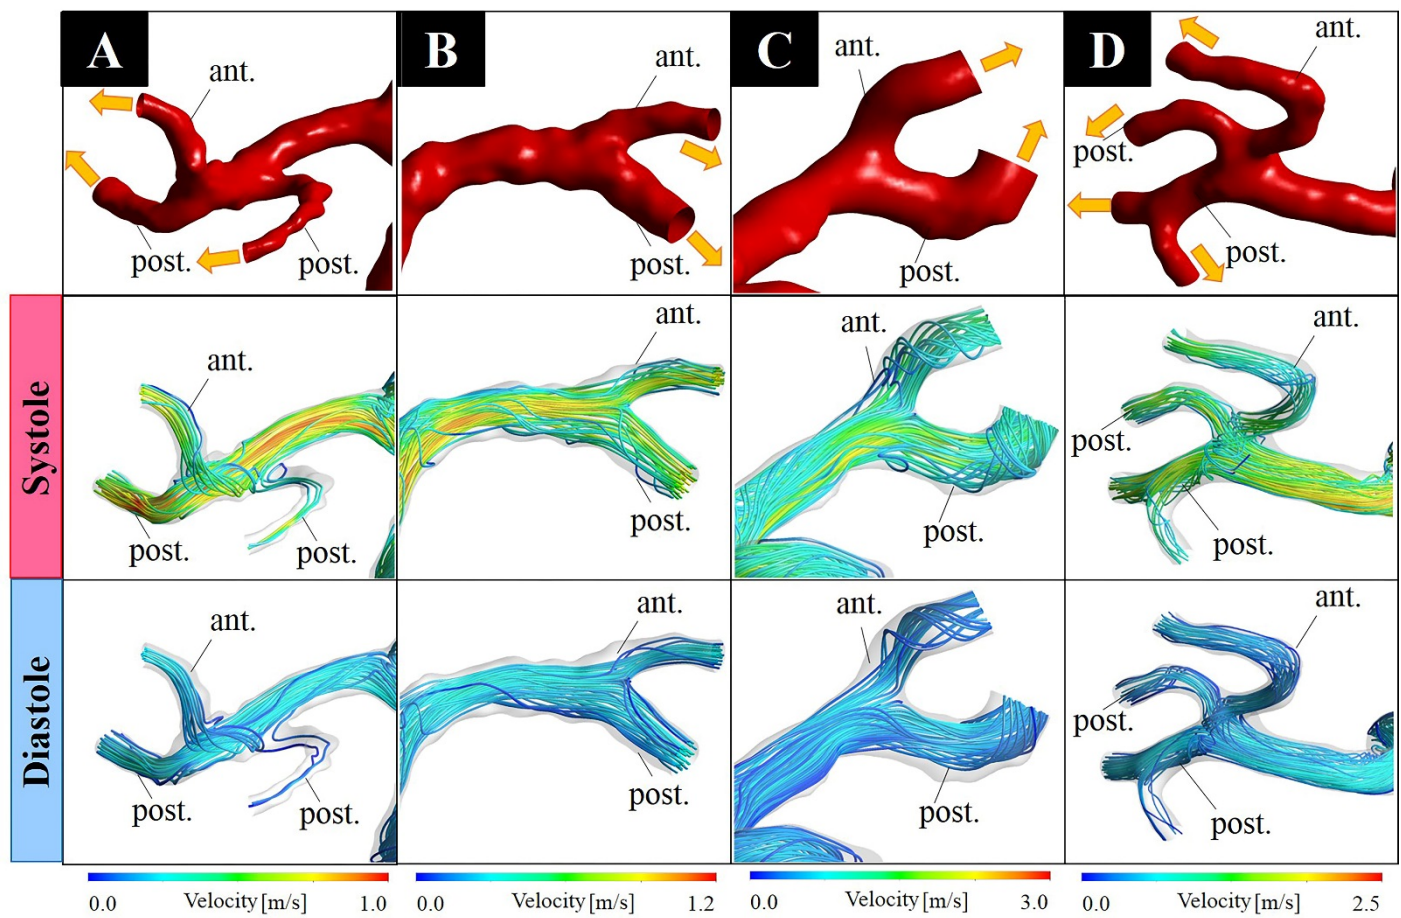 A
ant.
post.
post.
B
ant.
post.
C
ant.
post.
D
ant.
post.
post.
Systole
ant.
post.
post.
ant.
post.
ant.
post.
ant.
post.
post.
Diastole
ant.
post.
post.
ant.
post.
ant.
post.
ant.
post.
post.
0.0 Velocity [m/s] 1.0
0.0 Velocity [m/s] 1.2
0.0 Velocity [m/s] 3.0
0.0 Velocity [m/s] 2.5